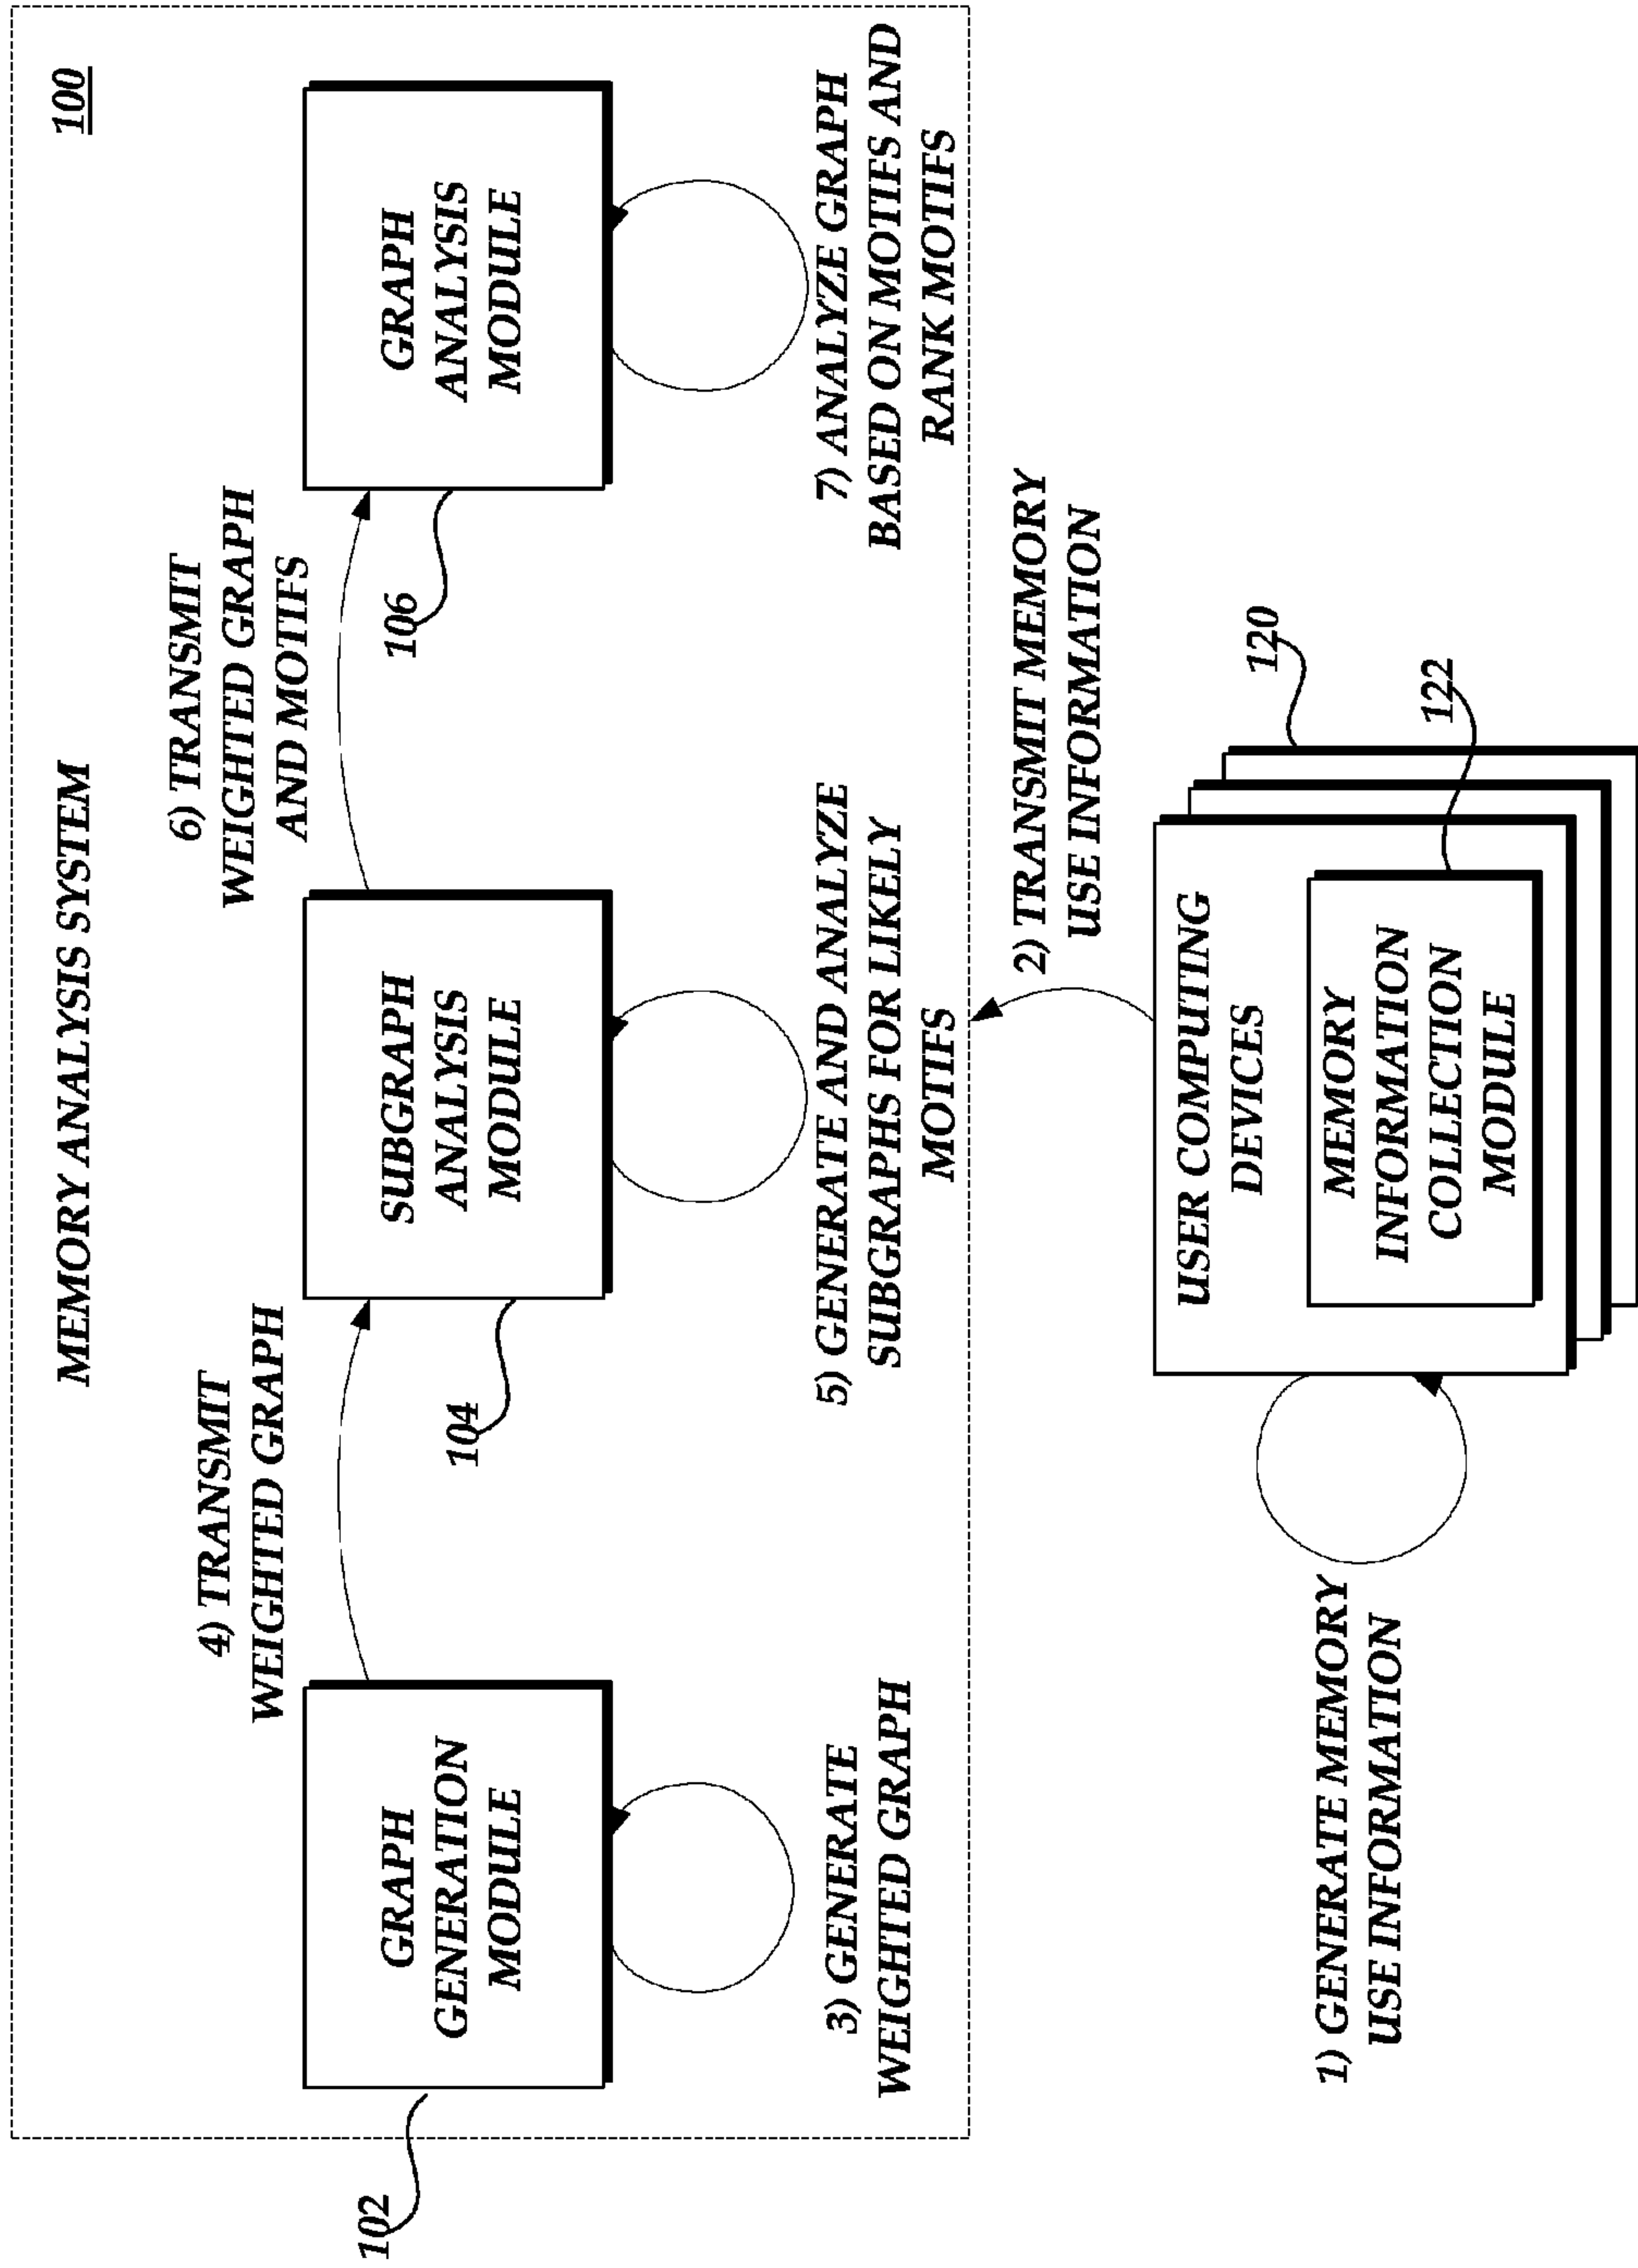 MEMORY ANALYSIS SYSTEM
100
4) TRANSMIT
WEIGHTED GRAPH
6) TRANSMIT
WEIGHTED GRAPH
AND MOTIFS
102
GRAPH
GENERATION
MODULE
104
SUBGRAPH
ANALYSIS
MODULE
106
GRAPH
ANALYSIS
MODULE
3) GENERATE
WEIGHTED GRAPH
5) GENERATE AND ANALYZE
SUBGRAPHS FOR LIKELY
MOTIFS
7) ANALYZE GRAPH
BASED ON MOTIFS AND
RANK MOTIFS
2) TRANSMIT MEMORY
USE INFORMATION
1) GENERATE MEMORY
USE INFORMATION
USER COMPUTING
DEVICES
120
MEMORY
INFORMATION
COLLECTION
MODULE
122